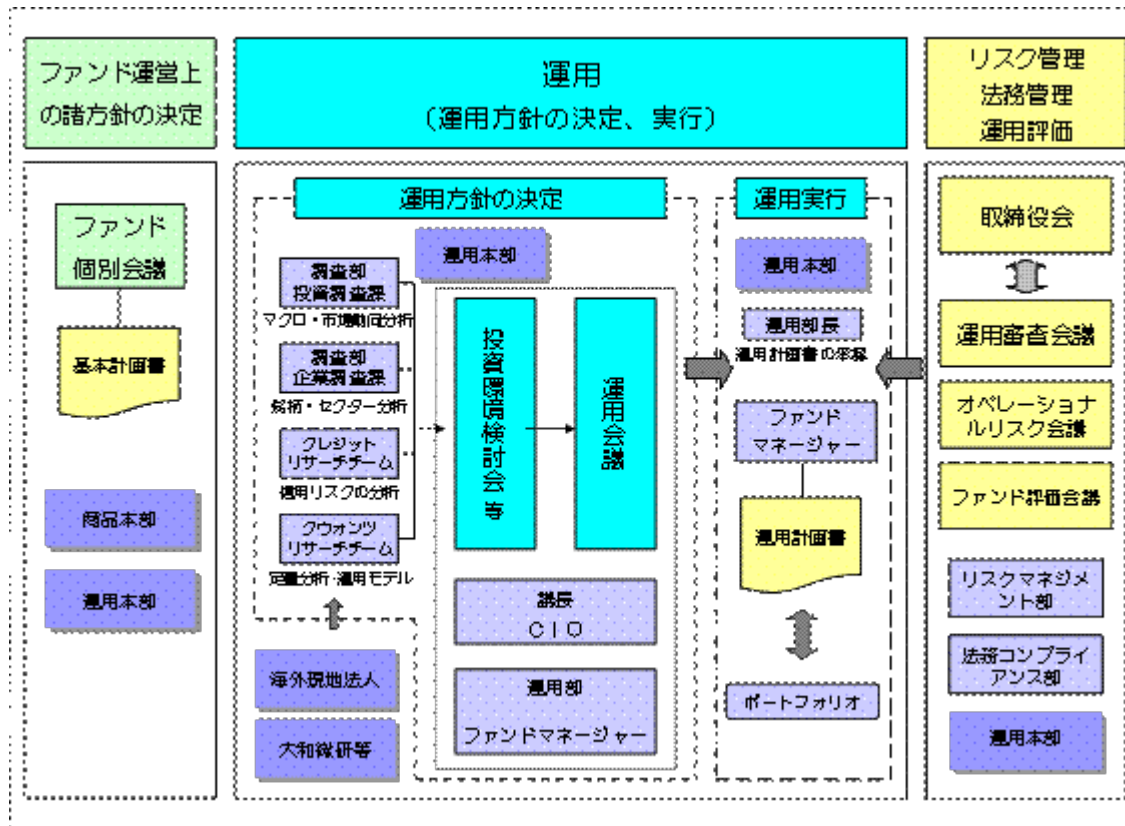 ファンド運営上
の諸方針の決定
運用
(運用方針の決定、実行)
リスク管理
法務管理
運用評価
ファンド
個別会議
基本計画書
商品本部
運用本部
運用方針の決定
運用本部
調査部
投資調査課
マクロ・市場動向分析
調査部
企業調査課
銘柄・セクター分析
クレジット
リサーチチーム
信用リスクの分析
クウォンツ
リサーチチーム
定量分析・運用モデル
海外現地法人
大和総研等
投資環境検討会 等
運用会議
議長
CIO
運用部
ファンドマネージャー
運用実行
運用本部
運用部長
運用計画書の承認
ファンド
マネージャー
運用計画書
ポートフォリオ
取締役会
運用審査会議
オペレーショナ
ルリスク会議
ファンド評価会議
リスクマネジメ
ント部
法務コンプライ
アンス部
運用本部